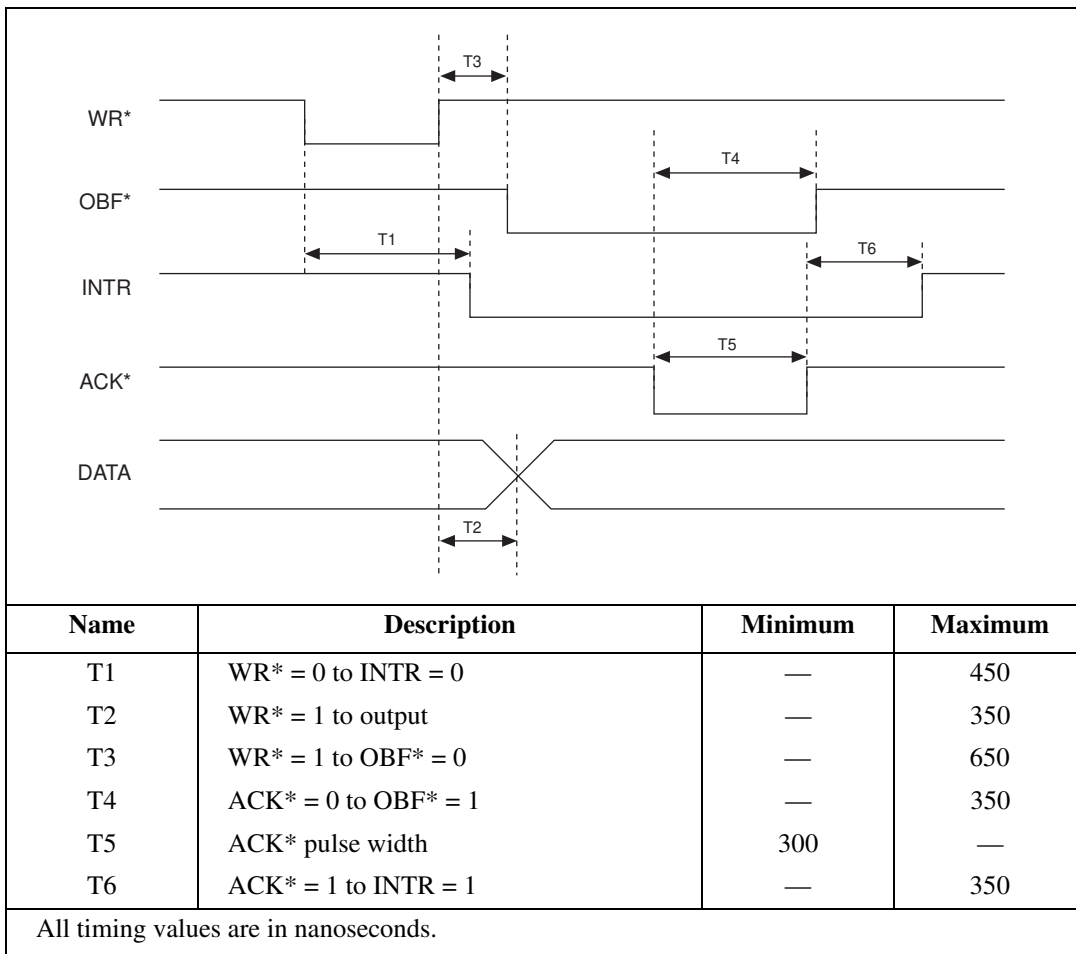 T3
WR*
T4
OBF*
T1
T6
INTR
T5
ACK*
DATA
T2
Name Description Minimum Maximum
T1 WR* = 0 to INTR = 0 — 450
T2 WR* = 1 to output — 350
T3 WR* = 1 to OBF* = 0 — 650
T4 ACK* = 0 to OBF* = 1 — 350
T5 ACK* pulse width 300 —
T6 ACK* = 1 to INTR = 1 — 350
All timing values are in nanoseconds.